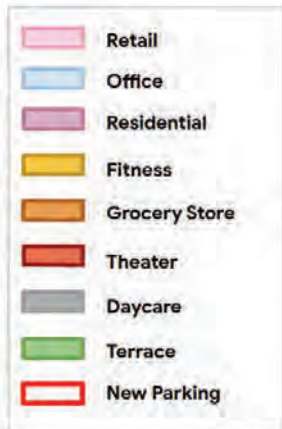 Retail
Office
Residential
Fitness
Grocery Store
Theater
Daycare
Terrace
New Parking